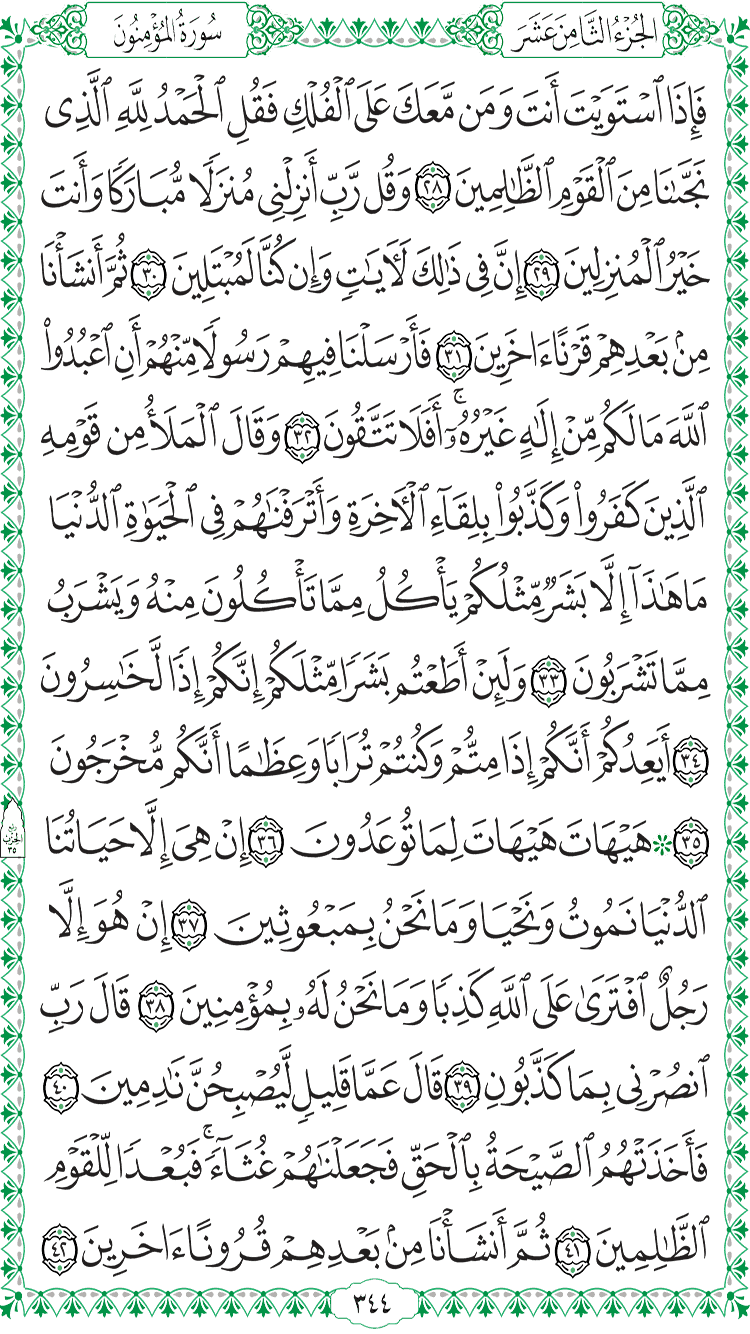 الجُزْءُ الثَّامِنَ عَشَرَ
سُورَةُ المُؤْمِنُونَ
فَإِذَا ٱسْتَوَيْتَ أَنتَ وَمَن مَّعَكَ عَلَى ٱلْفُلْكِ فَقُلِ ٱلْحَمْدُ لِلَّهِ ٱلَّذِى
نَجَّىٰنَا مِنَ ٱلْقَوْمِ ٱلظَّٰلِمِينَ ٢٨ وَقُل رَّبِّ أَنزِلْنِى مُنزَلًا مُّبَارَكًا وَأَنتَ
خَيْرُ ٱلْمُنزِلِينَ ٢٩ إِنَّ فِى ذَٰلِكَ لَءَايَٰتٍ وَإِن كُنَّا لَمُبْتَلِينَ ٣٠ ثُمَّ أَنشَأْنَا
مِنۢ بَعْدِهِمْ قَرْنًا ءَاخَرِينَ ٣١ فَأَرْسَلْنَا فِيهِمْ رَسُولًا مِّنْهُمْ أَنِ ٱعْبُدُوا۟
ٱللَّهَ مَا لَكُم مِّنْ إِلَٰهٍ غَيْرُهُۥٓ ۚ أَفَلَا تَتَّقُونَ ٣٢ وَقَالَ ٱلْمَلَأُ مِن قَوْمِهِ
ٱلَّذِينَ كَفَرُوا۟ وَكَذَّبُوا۟ بِلِقَآءِ ٱلْءَاخِرَةِ وَأَتْرَفْنَٰهُمْ فِى ٱلْحَيَوٰةِ ٱلدُّنْيَا
مَا هَٰذَآ إِلَّا بَشَرٌ مِّثْلُكُمْ يَأْكُلُ مِمَّا تَأْكُلُونَ مِنْهُ وَيَشْرَبُ
مِمَّا تَشْرَبُونَ ٣٣ وَلَئِنْ أَطَعْتُم بَشَرًا مِّثْلَكُمْ إِنَّكُمْ إِذًا لَّخَٰسِرُونَ
٣٤ أَيَعِدُكُمْ أَنَّكُمْ إِذَا مِتُّمْ وَكُنتُمْ تُرَابًا وَعِظَٰمًا أَنَّكُم مُّخْرَجُونَ
٣٥ هَيْهَاتَ هَيْهَاتَ لِمَا تُوعَدُونَ ٣٦ إِنْ هِىَ إِلَّا حَيَاتُنَا
ربع الحزب ٣٥
ٱلدُّنْيَا نَمُوتُ وَنَحْيَا وَمَا نَحْنُ بِمَبْعُوثِينَ ٣٧ إِنْ هُوَ إِلَّا
رَجُلٌ ٱفْتَرَىٰ عَلَى ٱللَّهِ كَذِبًا وَمَا نَحْنُ لَهُۥ بِمُؤْمِنِينَ ٣٨ قَالَ رَبِّ
ٱنصُرْنِى بِمَا كَذَّبُونِ ٣٩ قَالَ عَمَّا قَلِيلٍ لَّيُصْبِحُنَّ نَٰدِمِينَ ٤٠
فَأَخَذَتْهُمُ ٱلصَّيْحَةُ بِٱلْحَقِّ فَجَعَلْنَٰهُمْ غُثَآءً ۚ فَبُعْدًا لِّلْقَوْمِ
ٱلظَّٰلِمِينَ ٤١ ثُمَّ أَنشَأْنَا مِنۢ بَعْدِهِمْ قُرُونًا ءَاخَرِينَ ٤٢
٣٤٤